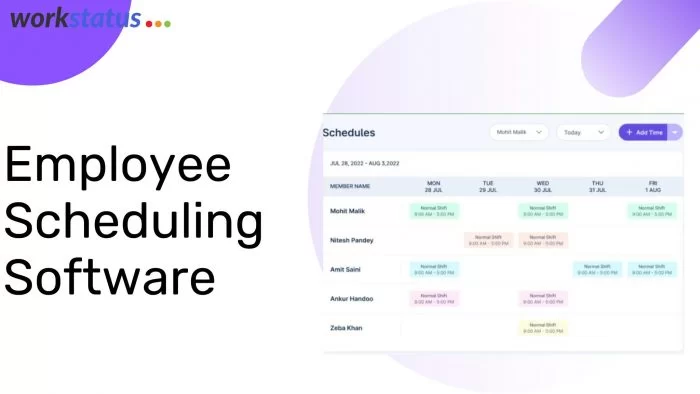 workstatus
Employee
Scheduling
Software
Schedules
Mohit Malik
Today
+ Add Time
JUL 28, 2022 - AUG 3,2022
MEMBER NAME MON TUE WED THU FRI
28 JUL 29 JUL 30 JUL 31 JUL 1 AUG
Mohit Malik Normal Shift Normal Shift Normal Shift
9:00 AM - 5:00 PM 9:00 AM - 5:00 PM 9:00 AM - 5:00 PM
Nitesh Pandey Normal Shift Normal Shift
9:00 AM - 5:00 PM 9:00 AM - 5:00 PM
Amit Saini Normal Shift Normal Shift Normal Shift
9:00 AM - 5:00 PM 9:00 AM - 5:00 PM 9:00 AM - 5:00 PM
Ankur Handoo Normal Shift Normal Shift
9:00 AM - 5:00 PM 9:00 AM - 5:00 PM
Zeba Khan Normal Shift
9:00 AM - 5:00 PM